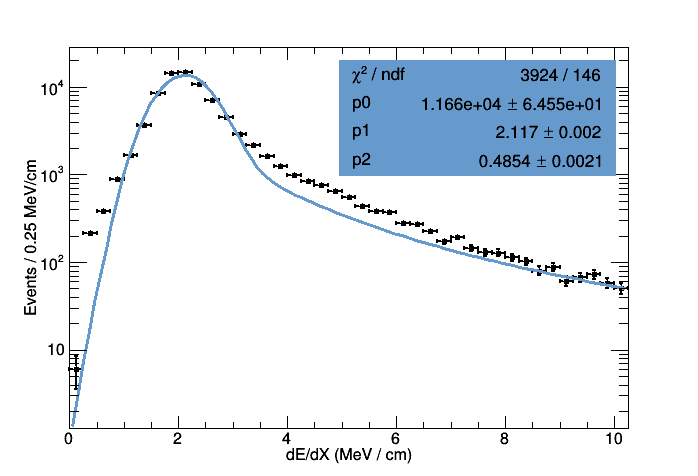 Events / 0.25 MeV/cm
10⁴
10³
10²
10
χ² / ndf 3924 / 146
p0 1.166e+04 ± 6.455e+01
p1 2.117 ± 0.002
p2 0.4854 ± 0.0021
0 2 4 6 8 10
dE/dX (MeV / cm)